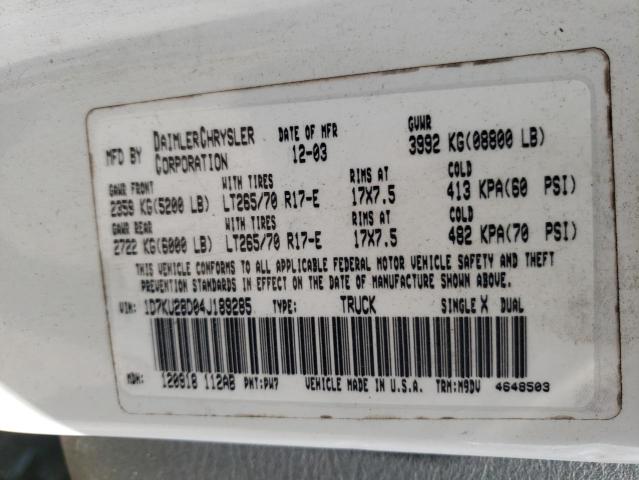 MFD BY DAIMLERCHRYSLER CORPORATION DATE OF MFR 12-03 GVWR 3992 KG(08800 LB)
GAWR FRONT WITH TIRES RIMS AT COLD
2359 KG(5200 LB) LT265/70 R17-E 17X7.5 413 KPA(60 PSI)
GAWR REAR WITH TIRES RIMS AT COLD
2722 KG(6000 LB) LT265/70 R17-E 17X7.5 482 KPA(70 PSI)
THIS VEHICLE CONFORMS TO ALL APPLICABLE FEDERAL MOTOR VEHICLE SAFETY AND THEFT
PREVENTION STANDARDS IN EFFECT ON THE DATE OF MANUFACTURE SHOWN ABOVE.
VIN: 1D7KU28D04J189285 TYPE: TRUCK SINGLE X DUAL
MDH: 120818 112AB PNT:PW7 VEHICLE MADE IN U.S.A. TRM:M9DV 4648503